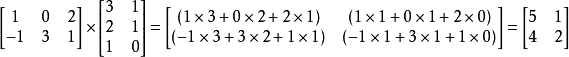 [1 0 2; -1 3 1] × [3 1; 2 1; 1 0] = [(1 × 3 + 0 × 2 + 2 × 1) (1 × 1 + 0 × 1 + 2 × 0); (-1 × 3 + 3 × 2 + 1 × 1) (-1 × 1 + 3 × 1 + 1 × 0)] = [5 1; 4 2]